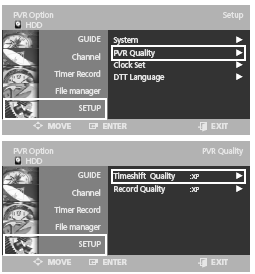 PVR Option Setup
HDD
GUIDE System
PVR Quality
Channel Clock Set
Timer Record DTT Language
File manager
SETUP
MOVE ENTER EXIT
PVR Option PVR Quality
HDD
GUIDE Timeshift Quality :XP
Channel Record Quality :XP
Timer Record
File manager
SETUP
MOVE ENTER EXIT